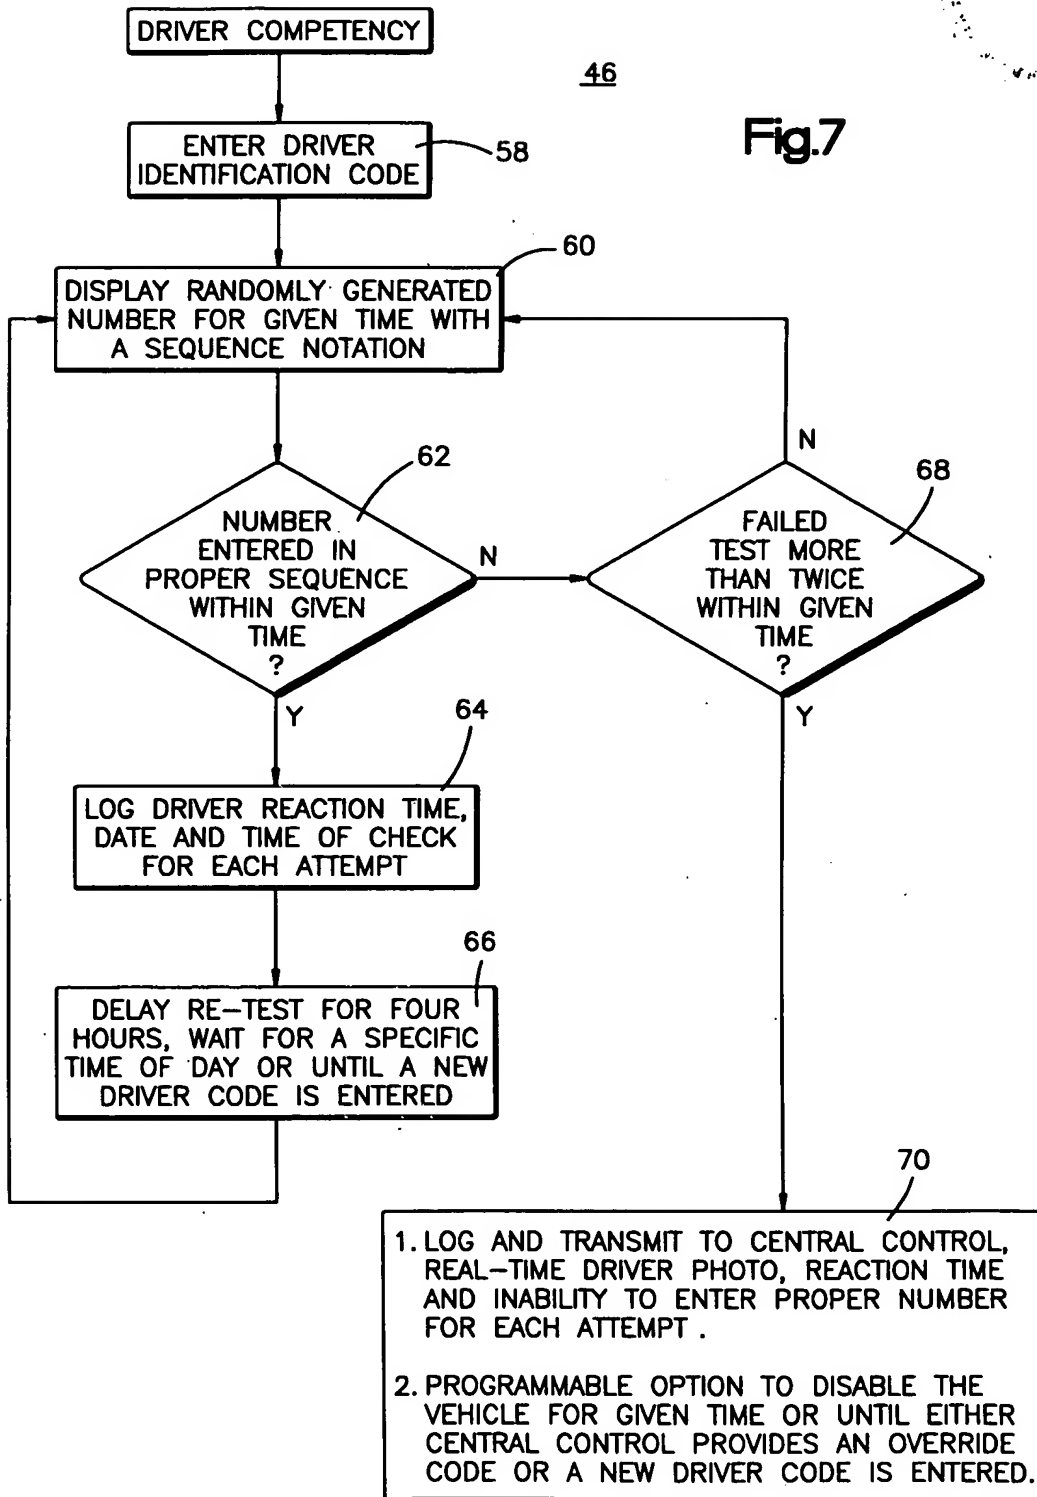 DRIVER COMPETENCY
46
Fig.7
ENTER DRIVER
IDENTIFICATION CODE
58
60
DISPLAY RANDOMLY GENERATED
NUMBER FOR GIVEN TIME WITH
A SEQUENCE NOTATION
62
NUMBER
ENTERED IN
PROPER SEQUENCE
WITHIN GIVEN
TIME
?
N
Y
N
68
FAILED
TEST MORE
THAN TWICE
WITHIN GIVEN
TIME
?
Y
64
LOG DRIVER REACTION TIME,
DATE AND TIME OF CHECK
FOR EACH ATTEMPT
66
DELAY RE-TEST FOR FOUR
HOURS, WAIT FOR A SPECIFIC
TIME OF DAY OR UNTIL A NEW
DRIVER CODE IS ENTERED
70
1. LOG AND TRANSMIT TO CENTRAL CONTROL,
REAL-TIME DRIVER PHOTO, REACTION TIME
AND INABILITY TO ENTER PROPER NUMBER
FOR EACH ATTEMPT .
2. PROGRAMMABLE OPTION TO DISABLE THE
VEHICLE FOR GIVEN TIME OR UNTIL EITHER
CENTRAL CONTROL PROVIDES AN OVERRIDE
CODE OR A NEW DRIVER CODE IS ENTERED.